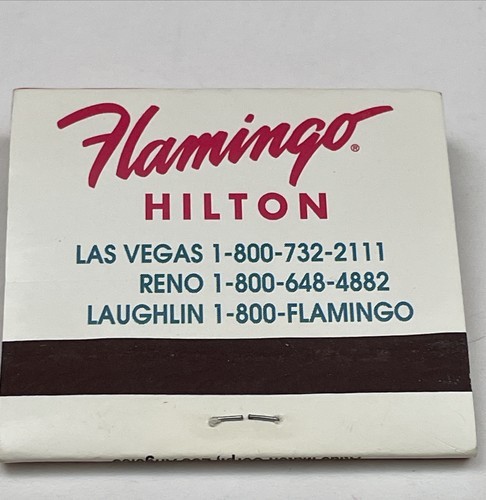 Flamingo®
HILTON
LAS VEGAS 1-800-732-2111
RENO 1-800-648-4882
LAUGHLIN 1-800-FLAMINGO